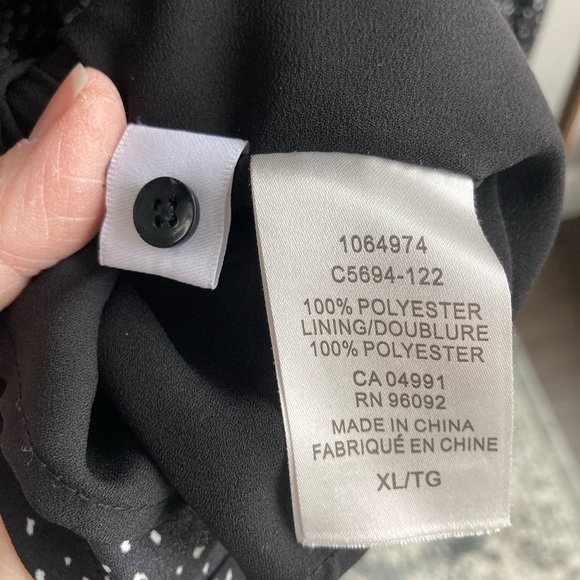 1064974
C5694-122
100% POLYESTER
LINING/DOUBLURE
100% POLYESTER
CA 04991
RN 96092
MADE IN CHINA
FABRIQUÉ EN CHINE
XL/TG